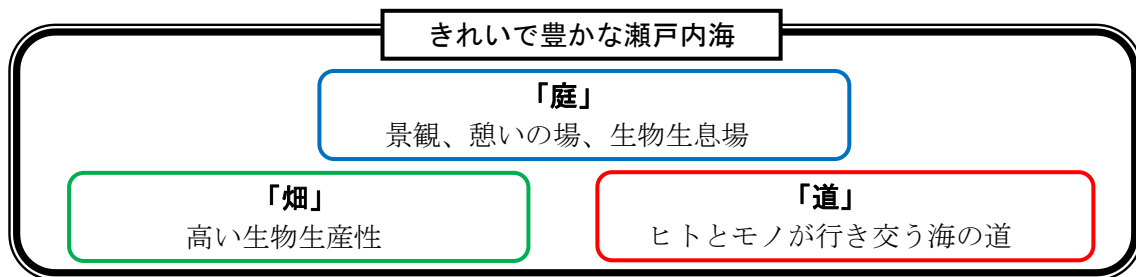 きれいで豊かな瀬戸内海
「庭」
景観、憩いの場、生物生息場
「畑」
高い生物生産性
「道」
ヒトとモノが行き交う海の道